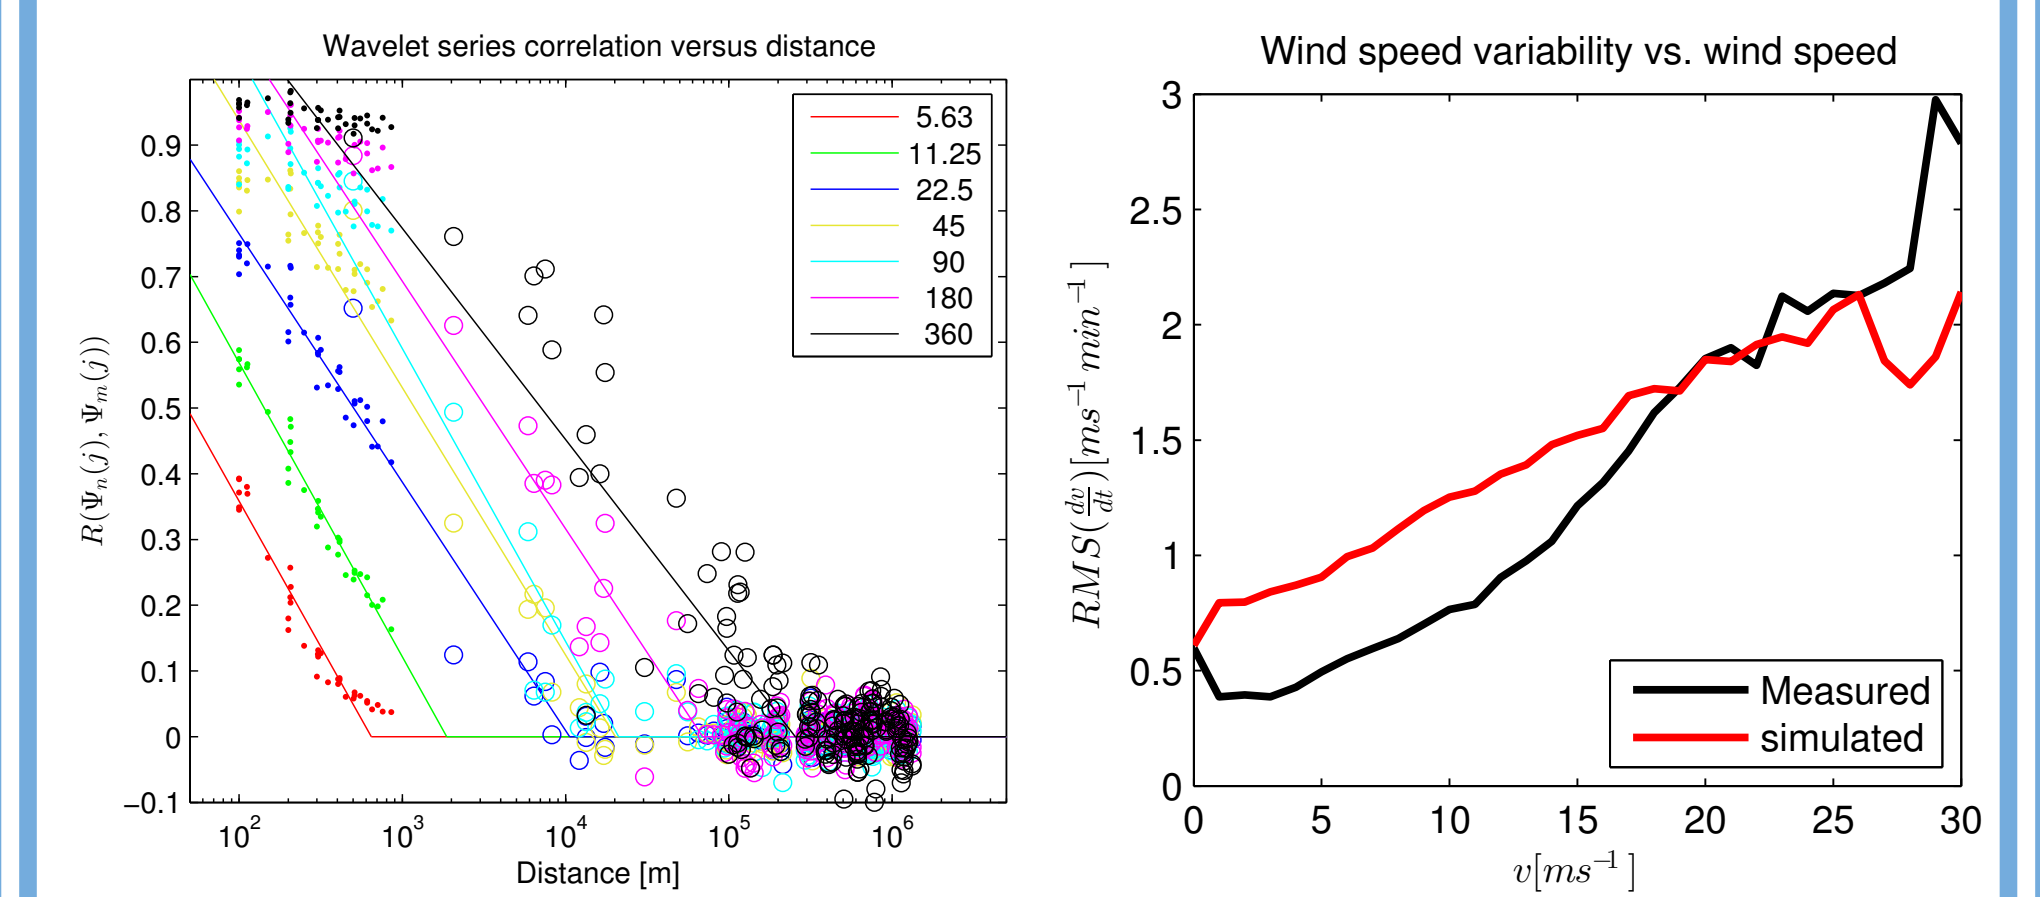 Wavelet series correlation versus distance
R(Ψn(j), Ψm(j))
0.9
0.8
0.7
0.6
0.5
0.4
0.3
0.2
0.1
0
−0.1
10^2 10^3 10^4 10^5 10^6
Distance [m]
5.63
11.25
22.5
45
90
180
360
Wind speed variability vs. wind speed
RMS(dv/dt)[ms^−1 min^−1]
3
2.5
2
1.5
1
0.5
0
0 5 10 15 20 25 30
v[ms^−1]
Measured
simulated